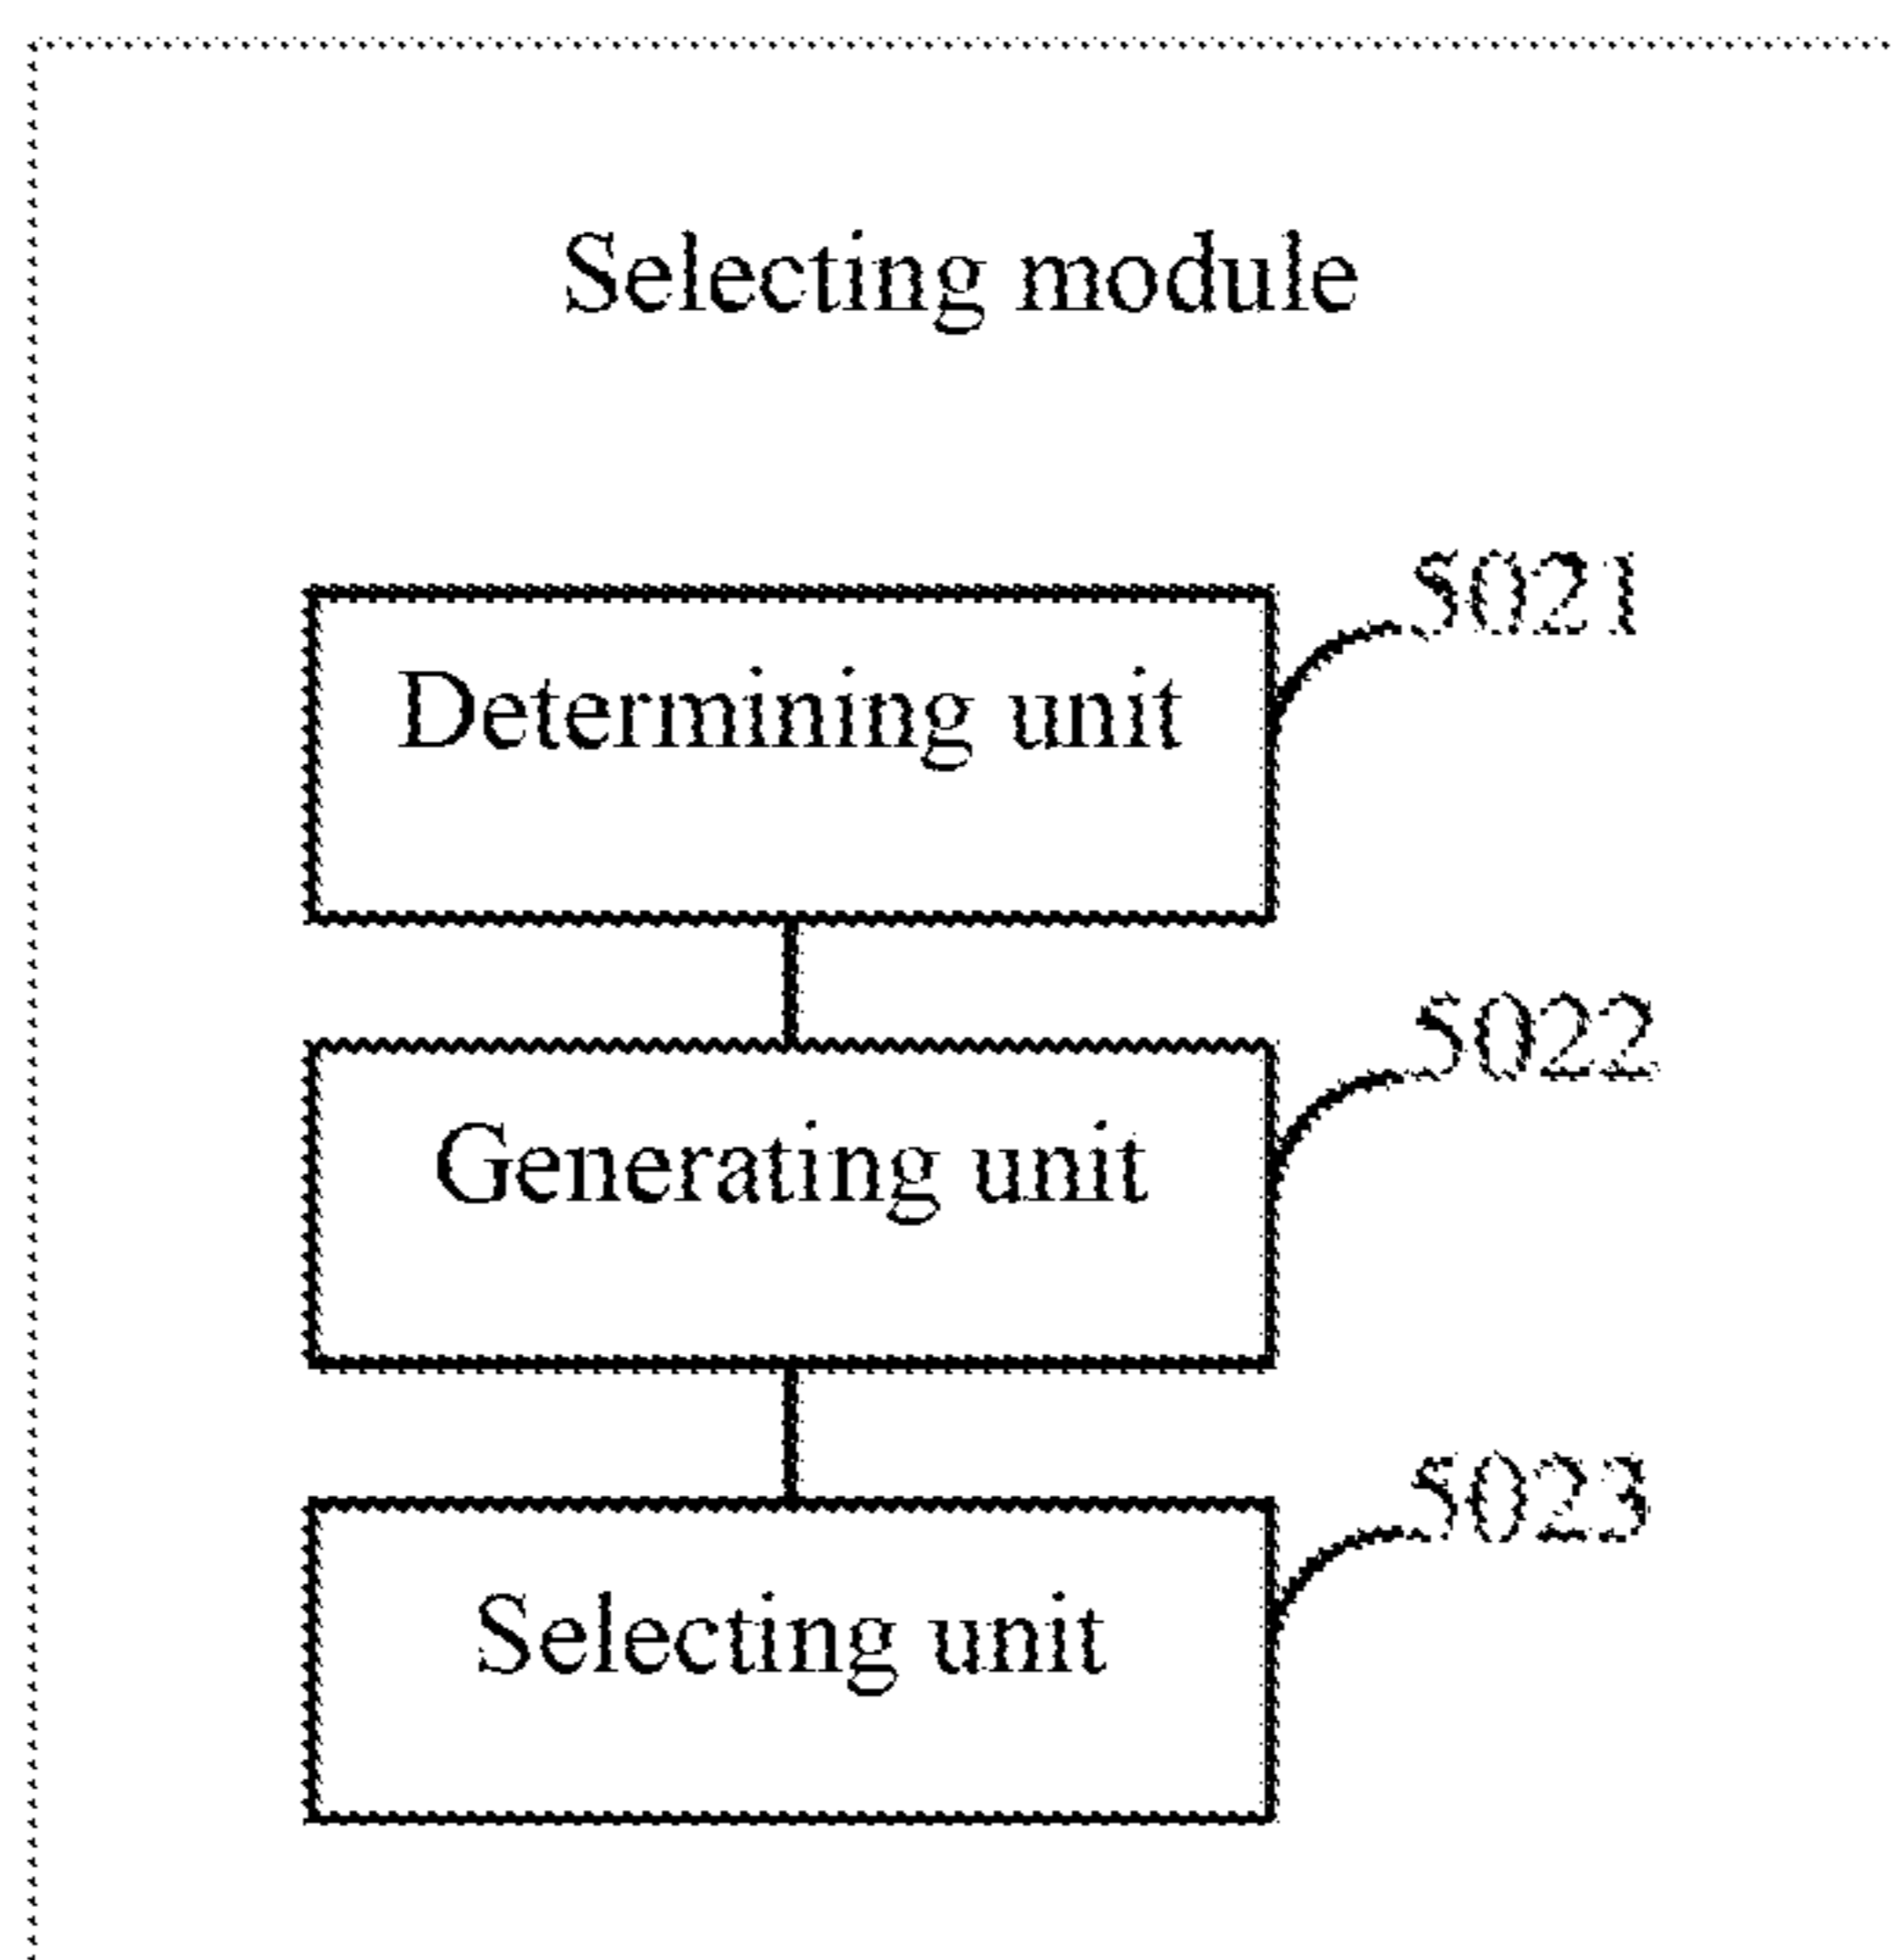 Selecting module
5021
Determining unit
5022
Generating unit
5023
Selecting unit